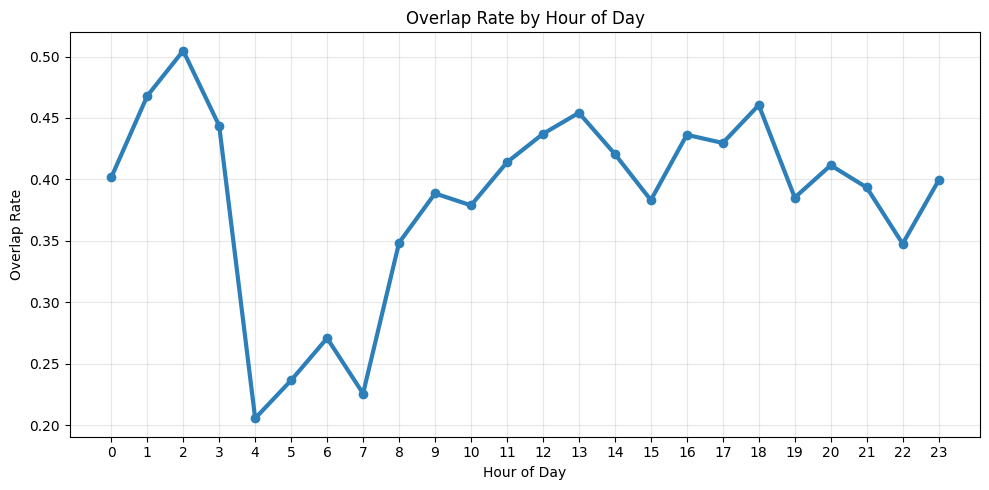 Overlap Rate by Hour of Day
Overlap Rate
0.50
0.45
0.40
0.35
0.30
0.25
0.20
0 1 2 3 4 5 6 7 8 9 10 11 12 13 14 15 16 17 18 19 20 21 22 23
Hour of Day